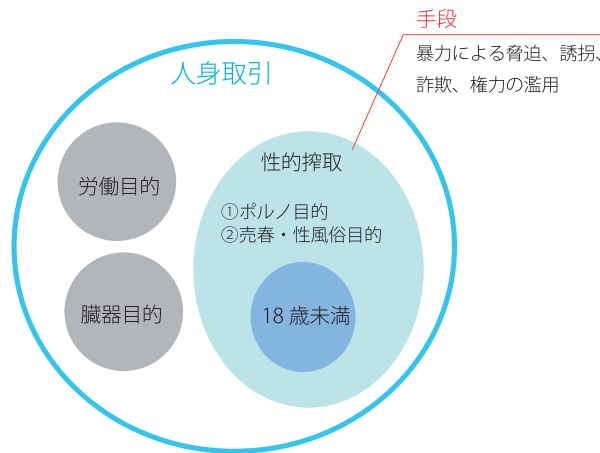 手段
暴力による脅迫、誘拐、
詐欺、権力の濫用
人身取引
性的搾取
労働目的
①ポルノ目的
②売春・性風俗目的
臓器目的
18 歳未満